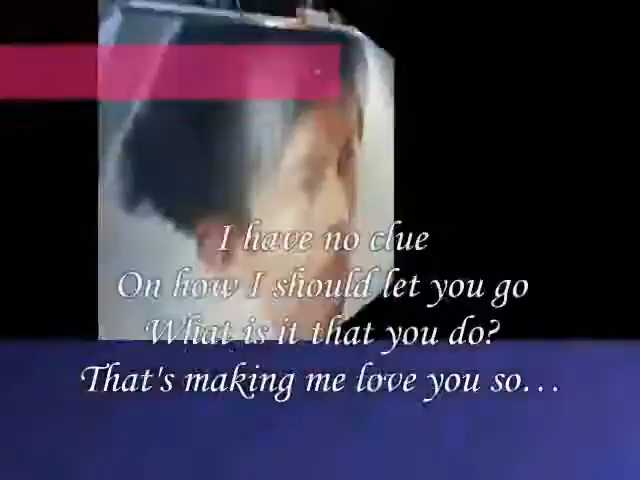 I have no clue
On how I should let you go
What is it that you do?
That's making me love you so…